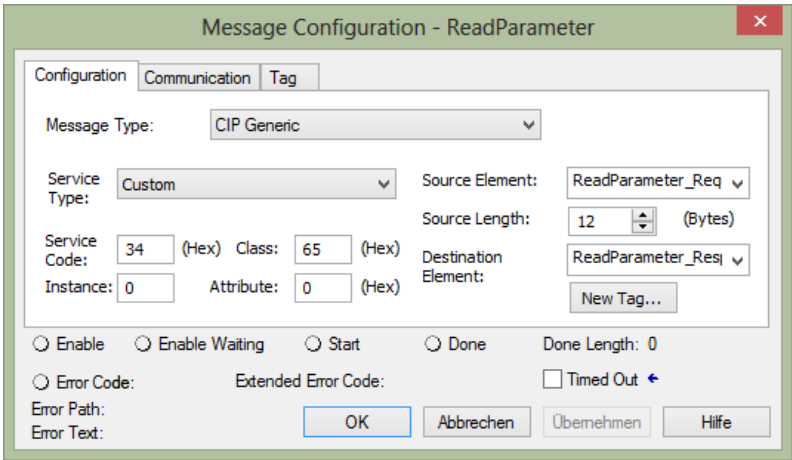 Message Configuration - ReadParameter
Configuration Communication Tag
Message Type: CIP Generic
Service Type: Custom
Source Element: ReadParameter_Req
Source Length: 12 (Bytes)
Service Code: 34 (Hex) Class: 65 (Hex)
Destination Element: ReadParameter_Resp
Instance: 0 Attribute: 0 (Hex)
New Tag...
Enable Enable Waiting Start Done Done Length: 0
Error Code: Extended Error Code: Timed Out
Error Path:
Error Text:
OK Abbrechen Übernehmen Hilfe